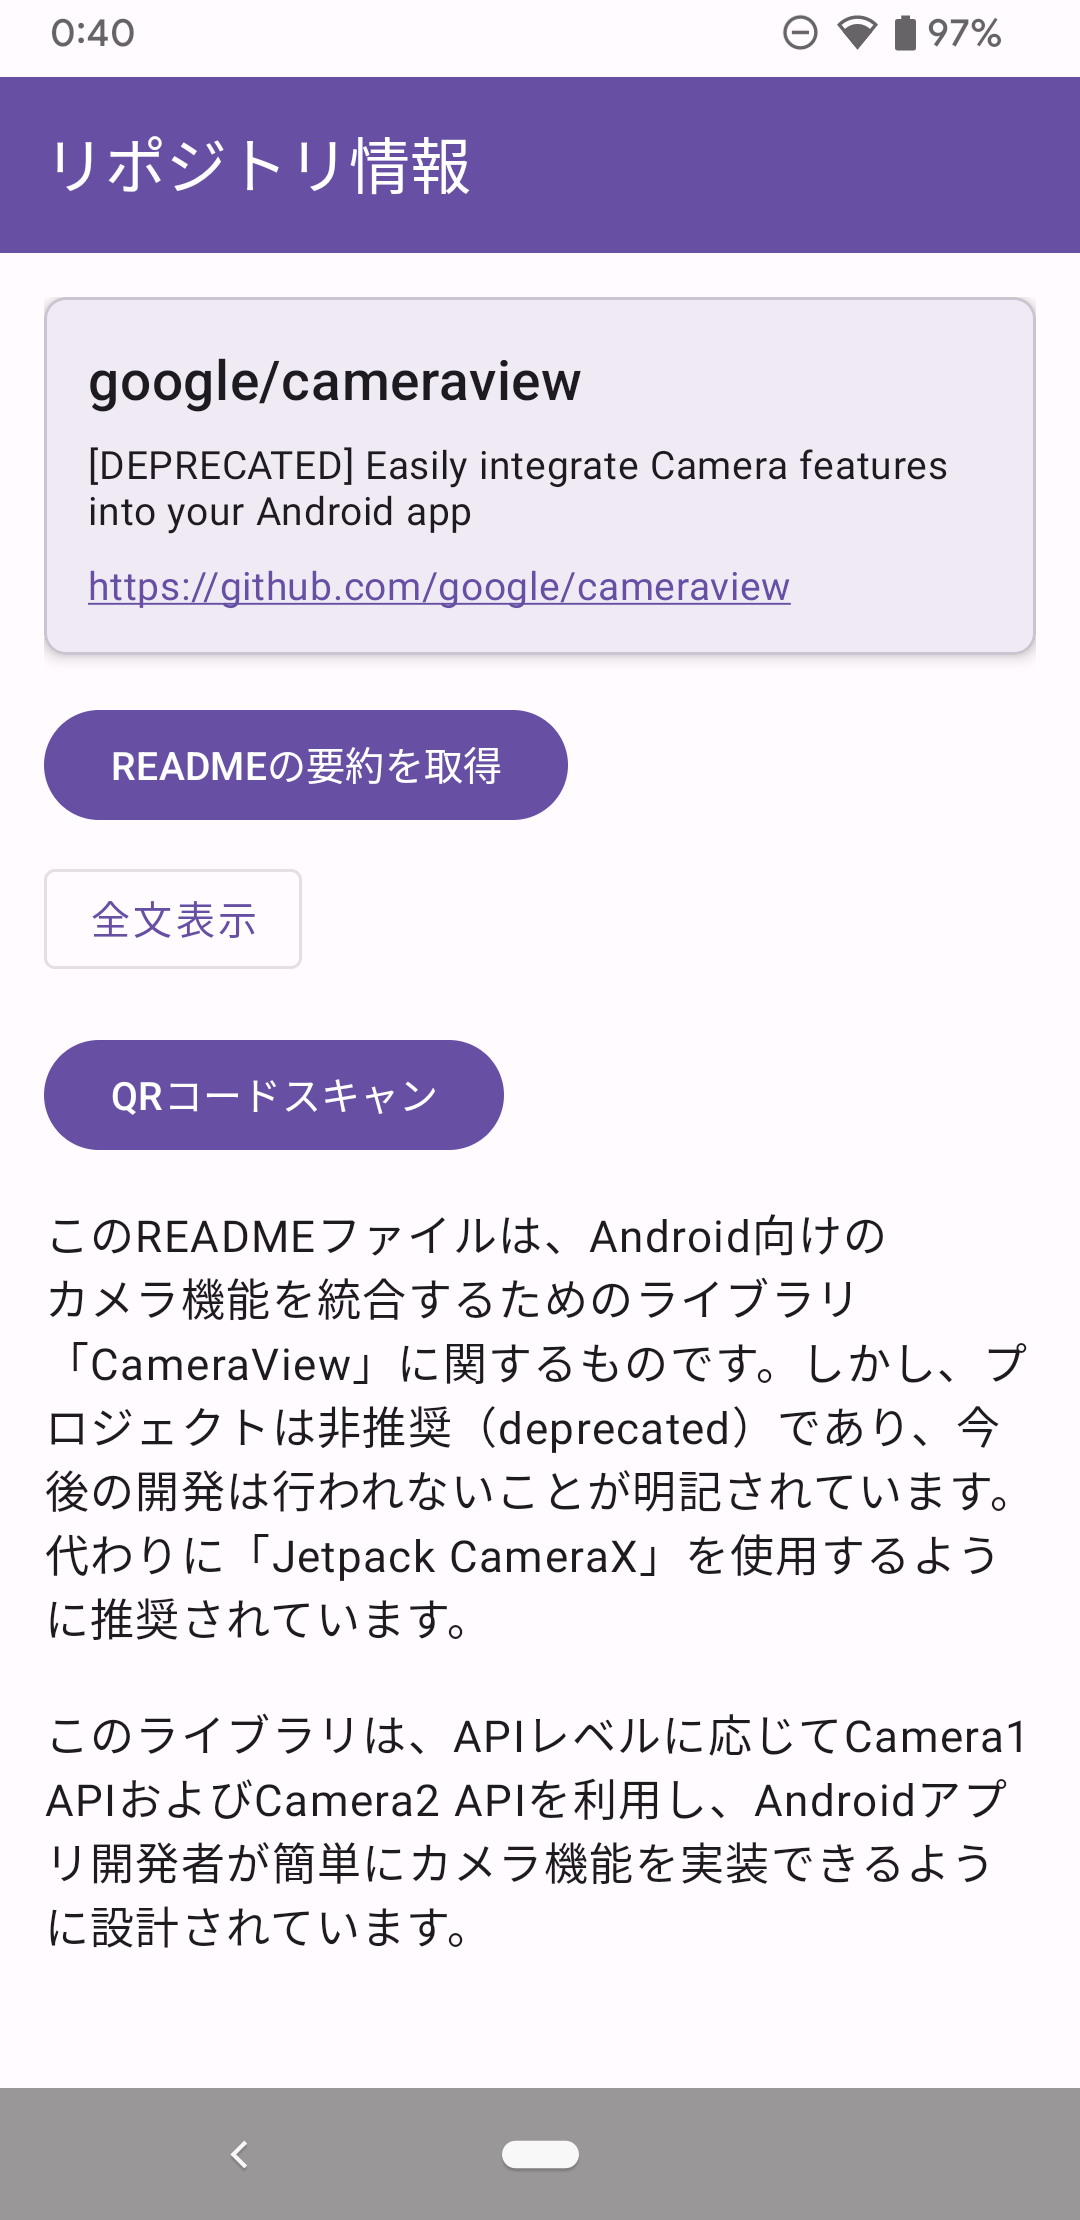 0:40
97%
リポジトリ情報
google/cameraview
[DEPRECATED] Easily integrate Camera features
into your Android app
https://github.com/google/cameraview
READMEの要約を取得
全文表示
QRコードスキャン
このREADMEファイルは、Android向けの
カメラ機能を統合するためのライブラリ
「CameraView」に関するものです。しかし、プ
ロジェクトは非推奨（deprecated）であり、今
後の開発は行われないことが明記されています。
代わりに「Jetpack CameraX」を使用するよう
に推奨されています。
このライブラリは、APIレベルに応じてCamera1
APIおよびCamera2 APIを利用し、Androidアプ
リ開発者が簡単にカメラ機能を実装できるよう
に設計されています。